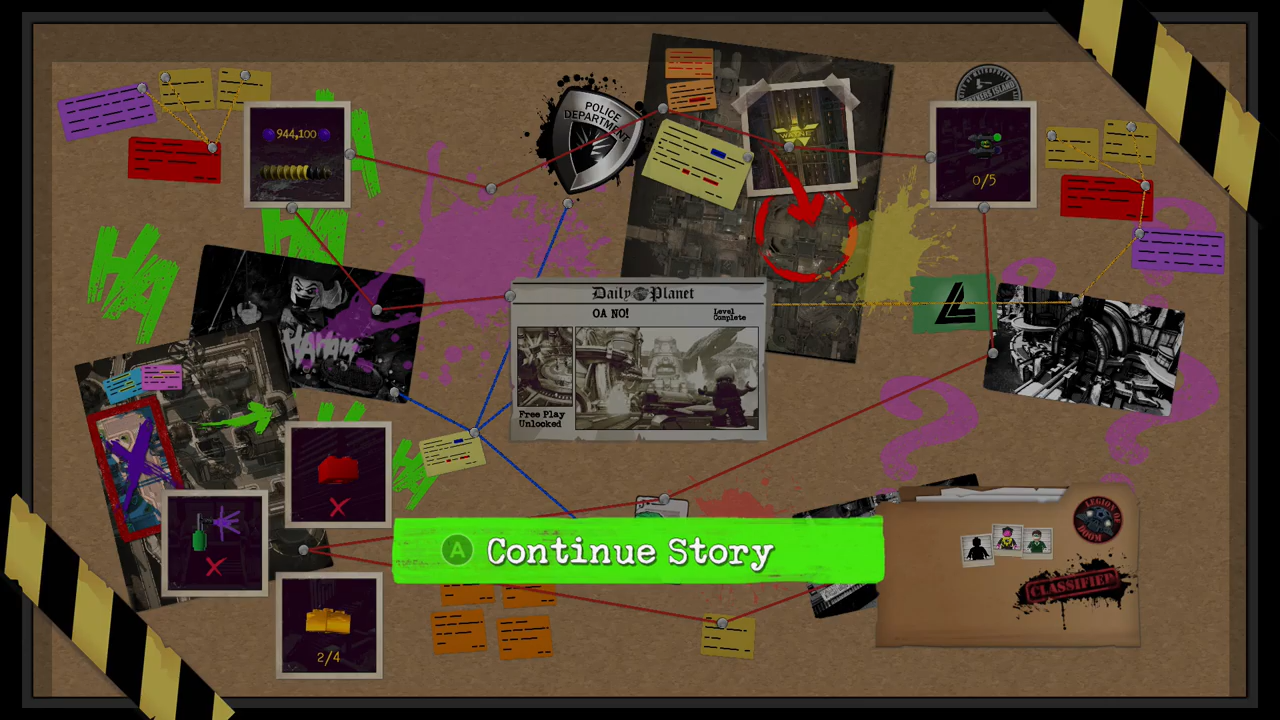 944,100
POLICE
DEPARTMENT
WAYNE
0/5
HA
HA
Daily Planet
OA NO!
Level
Complete
Free Play
Unlocked
LEGION OF
DOOM
CLASSIFIED
A Continue Story
2/4